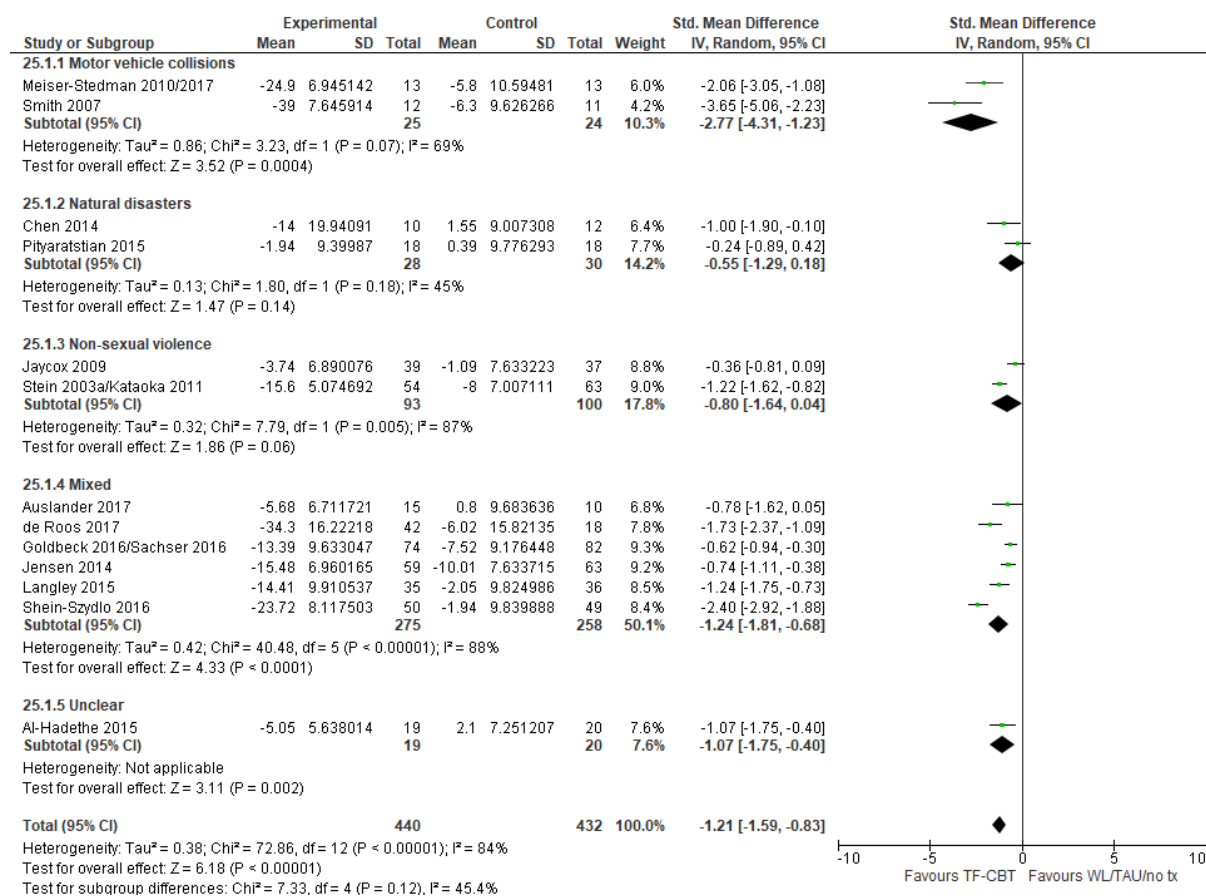 Experimental Control Std. Mean Difference Std. Mean Difference
Study or Subgroup Mean SD Total Mean SD Total Weight IV, Random, 95% CI IV, Random, 95% CI
25.1.1 Motor vehicle collisions
Meiser-Stedman 2010/2017 -24.9 6.945142 13 -5.8 10.59481 13 6.0% -2.06 [-3.05, -1.08]
Smith 2007 -39 7.645914 12 -6.3 9.626266 11 4.2% -3.65 [-5.06, -2.23]
Subtotal (95% CI) 25 24 10.3% -2.77 [-4.31, -1.23]
Heterogeneity: Tau² = 0.86; Chi² = 3.23, df = 1 (P = 0.07); I² = 69%
Test for overall effect: Z = 3.52 (P = 0.0004)
25.1.2 Natural disasters
Chen 2014 -14 19.94091 10 1.55 9.007308 12 6.4% -1.00 [-1.90, -0.10]
Pityaratstian 2015 -1.94 9.39987 18 0.39 9.776293 18 7.7% -0.24 [-0.89, 0.42]
Subtotal (95% CI) 28 30 14.2% -0.55 [-1.29, 0.18]
Heterogeneity: Tau² = 0.13; Chi² = 1.80, df = 1 (P = 0.18); I² = 45%
Test for overall effect: Z = 1.47 (P = 0.14)
25.1.3 Non-sexual violence
Jaycox 2009 -3.74 6.890076 39 -1.09 7.633223 37 8.8% -0.36 [-0.81, 0.09]
Stein 2003a/Kataoka 2011 -15.6 5.074692 54 -8 7.007111 63 9.0% -1.22 [-1.62, -0.82]
Subtotal (95% CI) 93 100 17.8% -0.80 [-1.64, 0.04]
Heterogeneity: Tau² = 0.32; Chi² = 7.79, df = 1 (P = 0.005); I² = 87%
Test for overall effect: Z = 1.86 (P = 0.06)
25.1.4 Mixed
Auslander 2017 -5.68 6.711721 15 0.8 9.683636 10 6.8% -0.78 [-1.62, 0.05]
de Roos 2017 -34.3 16.22218 42 -6.02 15.82135 18 7.8% -1.73 [-2.37, -1.09]
Goldbeck 2016/Sachser 2016 -13.39 9.633047 74 -7.52 9.176448 82 9.3% -0.62 [-0.94, -0.30]
Jensen 2014 -15.48 6.960165 59 -10.01 7.633715 63 9.1% -0.74 [-1.11, -0.38]
Langley 2015 -14.41 9.910537 35 -2.05 9.824986 36 8.6% -1.24 [-1.75, -0.73]
Shein-Szydlo 2016 -23.72 8.117503 50 -1.94 9.839888 49 8.4% -2.40 [-2.92, -1.88]
Subtotal (95% CI) 275 258 50.1% -1.24 [-1.81, -0.68]
Heterogeneity: Tau² = 0.42; Chi² = 40.48, df = 5 (P < 0.00001); I² = 88%
Test for overall effect: Z = 4.33 (P < 0.0001)
25.1.5 Unclear
Al-Hadethe 2015 -5.05 5.638014 19 2.1 7.251207 20 7.6% -1.07 [-1.75, -0.40]
Subtotal (95% CI) 19 20 7.6% -1.07 [-1.75, -0.40]
Heterogeneity: Not applicable
Test for overall effect: Z = 3.11 (P = 0.002)
Total (95% CI) 440 432 100.0% -1.21 [-1.59, -0.83]
Heterogeneity: Tau² = 0.38; Chi² = 72.86, df = 12 (P < 0.00001); I² = 84%
-10 -5 0 5 10
Test for overall effect: Z = 6.18 (P < 0.00001)
Favours TF-CBT Favours WL/TAU/no tx
Test for subgroup differences: Chi² = 7.33, df = 4 (P = 0.12), I² = 45.4%